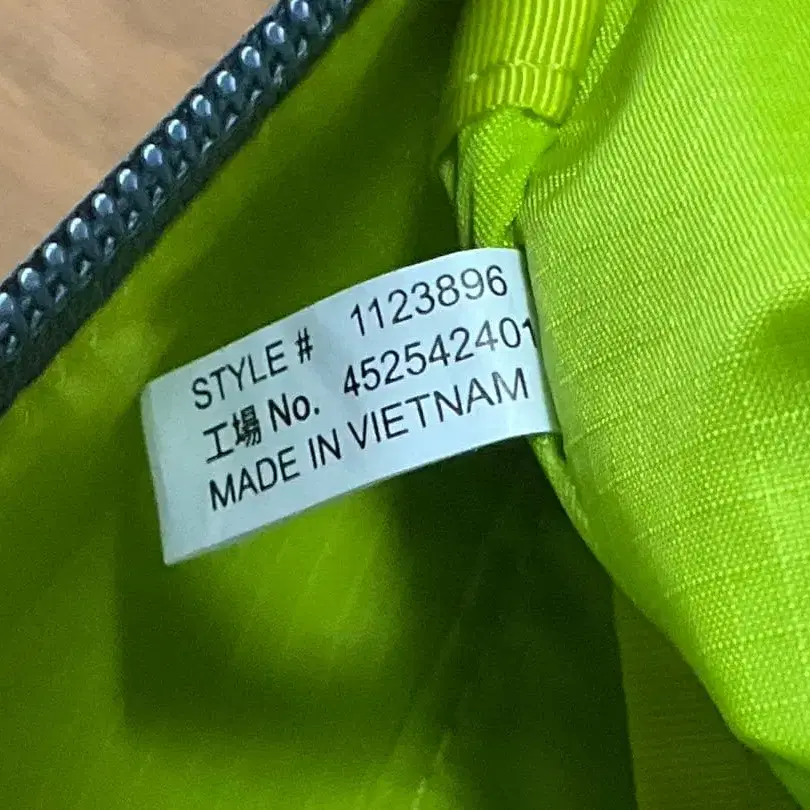 STYLE # 1123896
工場 No. 452542401
MADE IN VIETNAM